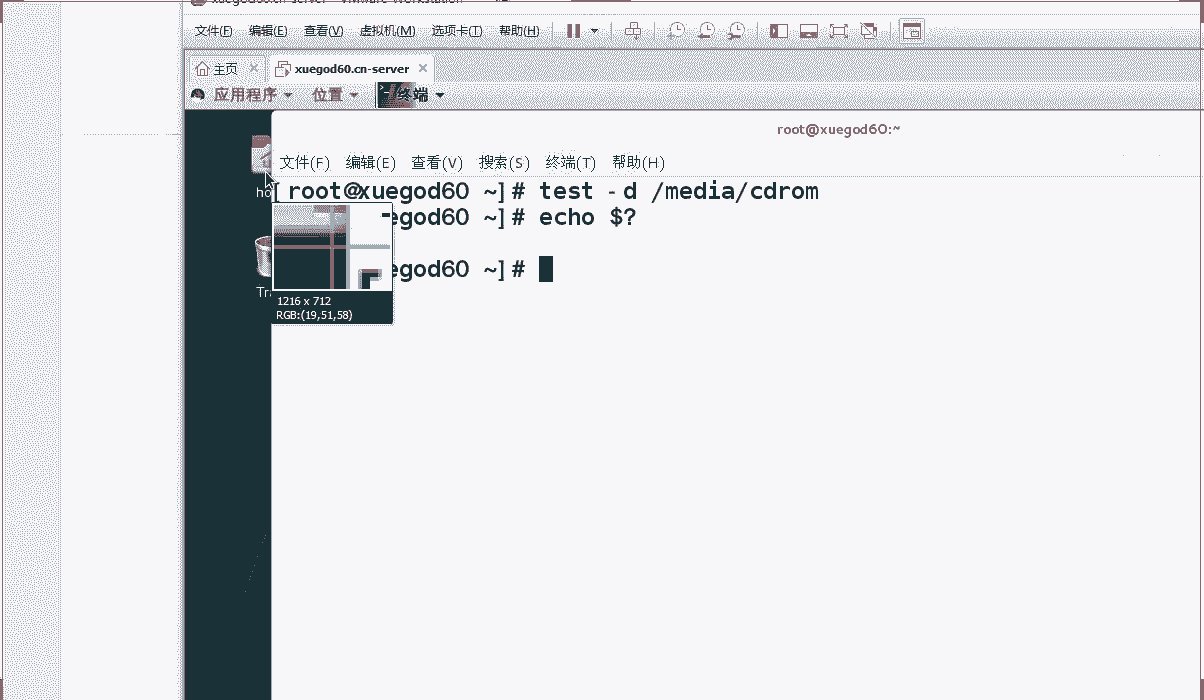 文件(F) 编辑(E) 查看(V) 虚拟机(M) 选项卡(T) 帮助(H)
主页 xuegod60.cn-server
应用程序 位置 终端
root@xuegod60:~
文件(F) 编辑(E) 查看(V) 搜索(S) 终端(T) 帮助(H)
[root@xuegod60 ~]# test -d /media/cdrom
egod60 ~]# echo $?
egod60 ~]#
ho
Tr
1216 x 712
RGB:(19,51,58)